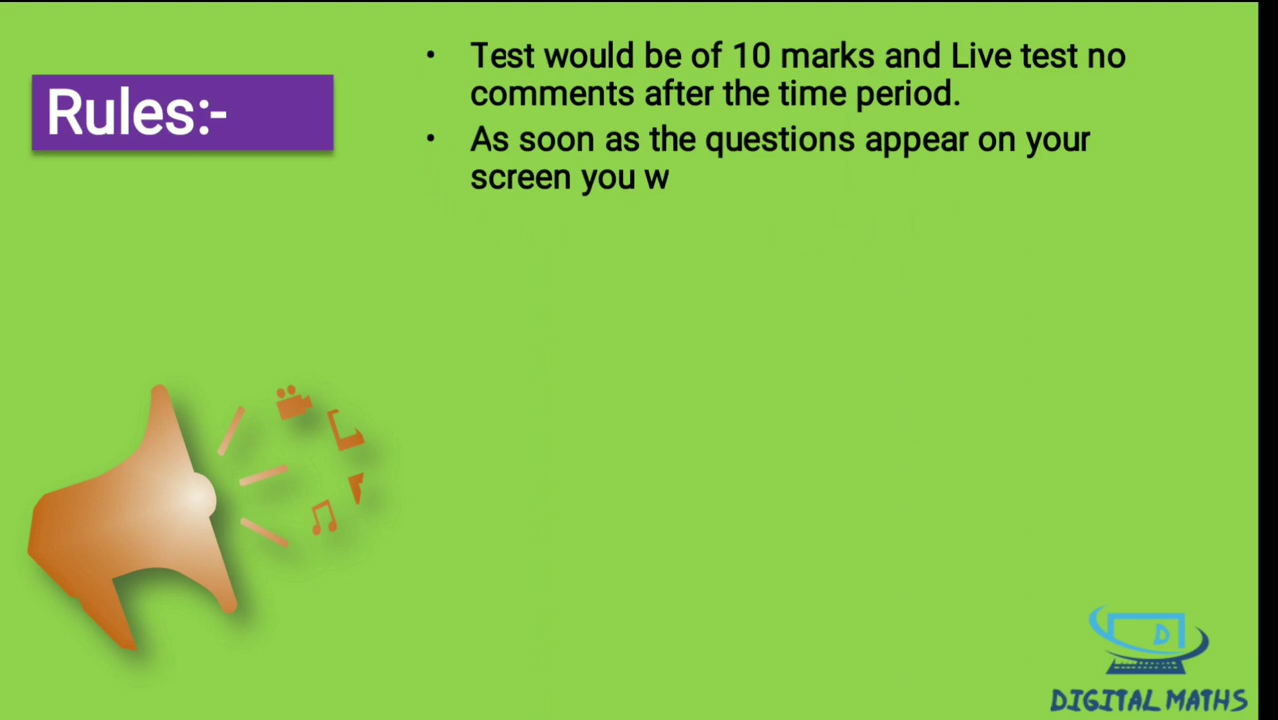 Rules:-
• Test would be of 10 marks and Live test no
comments after the time period.
• As soon as the questions appear on your
screen you w
D
DIGITAL MATHS